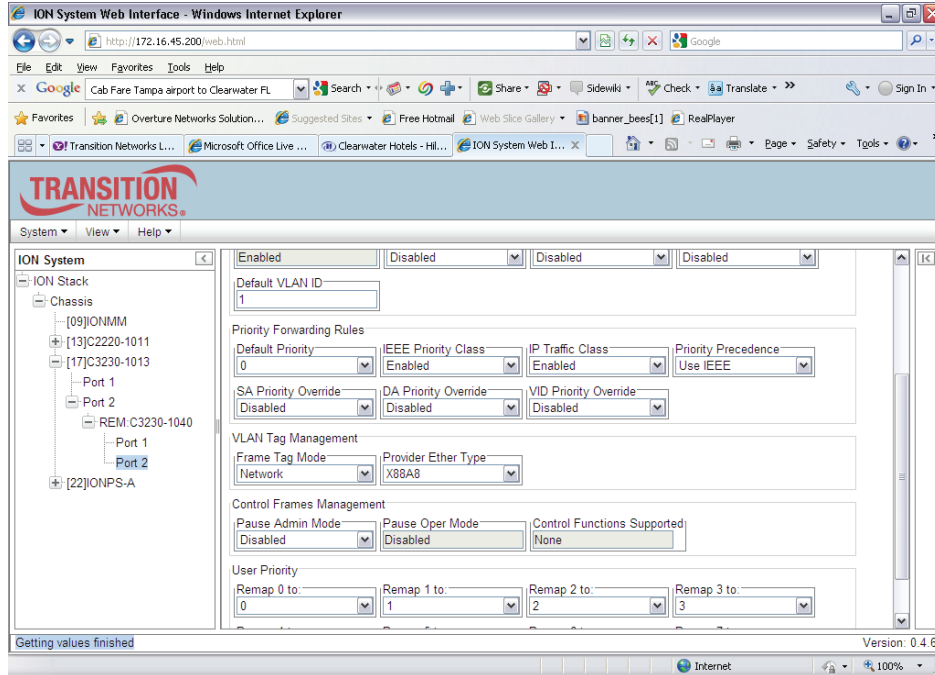 ION System Web Interface - Windows Internet Explorer
http://172.16.45.200/web.html
Google
File Edit View Favorites Tools Help
x Google Cab Fare Tampa airport to Clearwater FL Search Share Sidewiki Check Translate Sign In
Favorites Overture Networks Solution... Suggested Sites Free Hotmail Web Slice Gallery banner_bees[1] RealPlayer
Transition Networks L... Microsoft Office Live ... Clearwater Hotels - Hil... ION System Web I... X Page Safety Tools
TRANSITION
NETWORKS®
System View Help
ION System
ION Stack
Chassis
[09]IONMM
[13]C2220-1011
[17]C3230-1013
Port 1
Port 2
REM:C3230-1040
Port 1
Port 2
[22]IONPS-A
Enabled Disabled Disabled Disabled
Default VLAN ID
1
Priority Forwarding Rules
Default Priority IEEE Priority Class IP Traffic Class Priority Precedence
0 Enabled Enabled Use IEEE
SA Priority Override DA Priority Override VID Priority Override
Disabled Disabled Disabled
VLAN Tag Management
Frame Tag Mode Provider Ether Type
Network X88A8
Control Frames Management
Pause Admin Mode Pause Oper Mode Control Functions Supported
Disabled Disabled None
User Priority
Remap 0 to: Remap 1 to: Remap 2 to: Remap 3 to:
0 1 2 3
Getting values finished Version: 0.4.6
Internet 100%